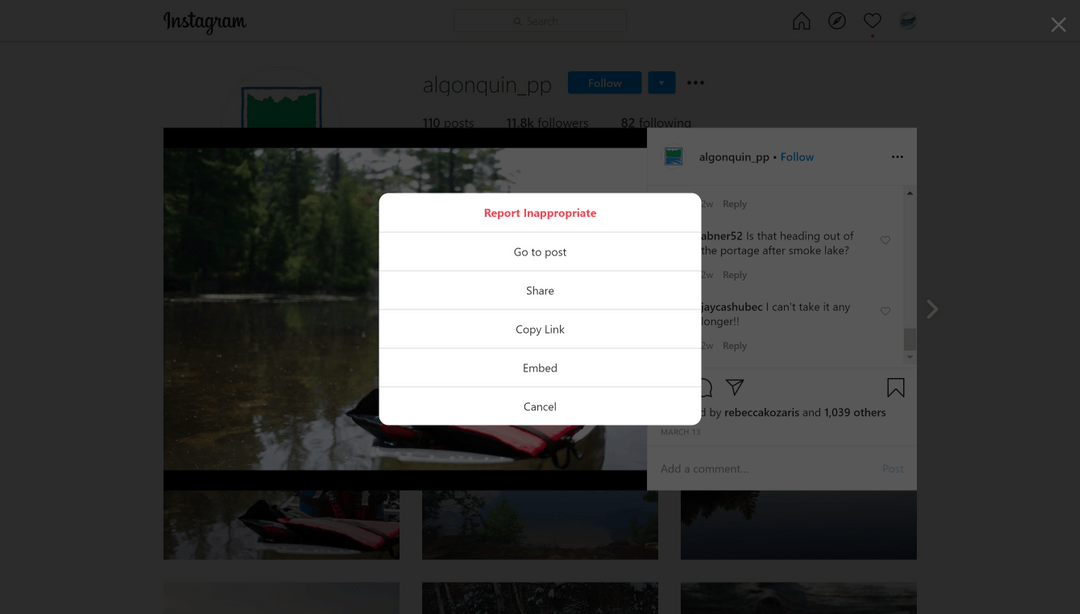 Instagram
Search
algonquin_pp
Follow
110 posts 11.8k followers 82 following
algonquin_pp • Follow
2w Reply
abner52 Is that heading out of
the portage after smoke lake?
2w Reply
jaycashubec I can't take it any
longer!!
2w Reply
d by rebeccakozaris and 1,039 others
MARCH 13
Add a comment... Post
Report Inappropriate
Go to post
Share
Copy Link
Embed
Cancel